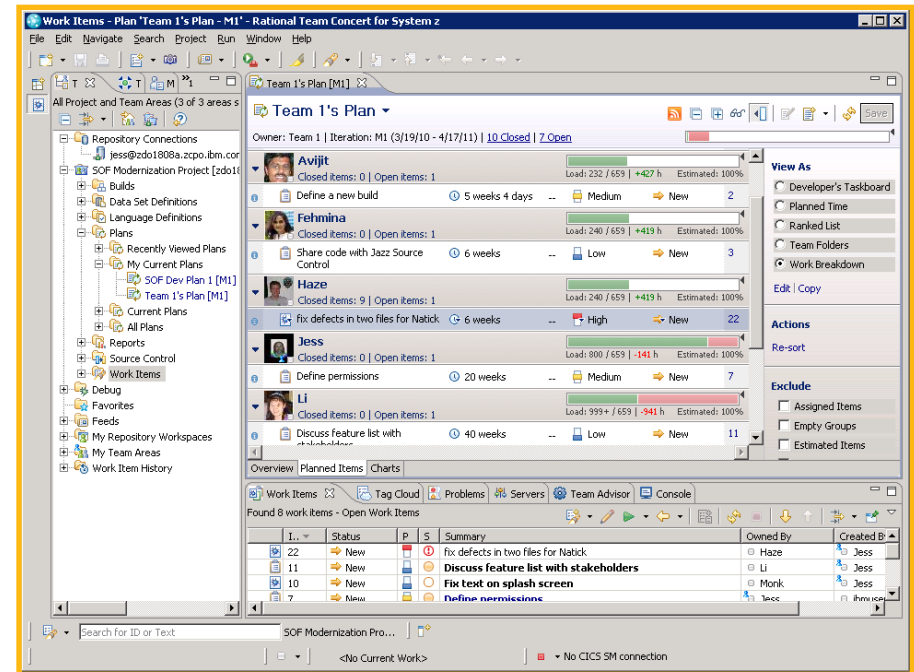 Work Items - Plan 'Team 1's Plan - M1' - Rational Team Concert for System z
File Edit Navigate Search Project Run Window Help
T T M »1
All Project and Team Areas (3 of 3 areas s
Repository Connections
jess@zdo1808a.zcpo.ibm.cor
SOF Modernization Project [zdo18
Builds
Data Set Definitions
Language Definitions
Plans
Recently Viewed Plans
My Current Plans
SOF Dev Plan 1 [M1]
Team 1's Plan [M1]
Current Plans
All Plans
Reports
Source Control
Work Items
Debug
Favorites
Feeds
My Repository Workspaces
My Team Areas
Work Item History
Team 1's Plan [M1]
Team 1's Plan
Save
Owner: Team 1 | Iteration: M1 (3/19/10 - 4/17/11) | 10 Closed | 7 Open
Avijit
Closed items: 0 | Open items: 1
Load: 232 / 659 | +427 h Estimated: 100%
Define a new build 5 weeks 4 days -- Medium New 2
Fehmina
Closed items: 0 | Open items: 1
Load: 240 / 659 | +419 h Estimated: 100%
Share code with Jazz Source Control 6 weeks -- Low New 3
Haze
Closed items: 9 | Open items: 1
Load: 240 / 659 | +419 h Estimated: 100%
fix defects in two files for Natick 6 weeks -- High New 22
Jess
Closed items: 0 | Open items: 1
Load: 800 / 659 | -141 h Estimated: 100%
Define permissions 20 weeks -- Medium New 7
Li
Closed items: 0 | Open items: 1
Load: 999+ / 659 | -941 h Estimated: 100%
Discuss feature list with 40 weeks -- Low New 11
View As
Developer's Taskboard
Planned Time
Ranked List
Team Folders
Work Breakdown
Edit | Copy
Actions
Re-sort
Exclude
Assigned Items
Empty Groups
Estimated Items
Overview Planned Items Charts
Work Items Tag Cloud Problems Servers Team Advisor Console
Found 8 work items - Open Work Items
I.. Status P S Summary Owned By Created B
22 New fix defects in two files for Natick Haze Jess
11 New Discuss feature list with stakeholders Li Jess
10 New Fix text on splash screen Monk Jess
7 New Define permissions Jess ibmuser
Search for ID or Text
SOF Modernization Pro...
<No Current Work>
No CICS SM connection